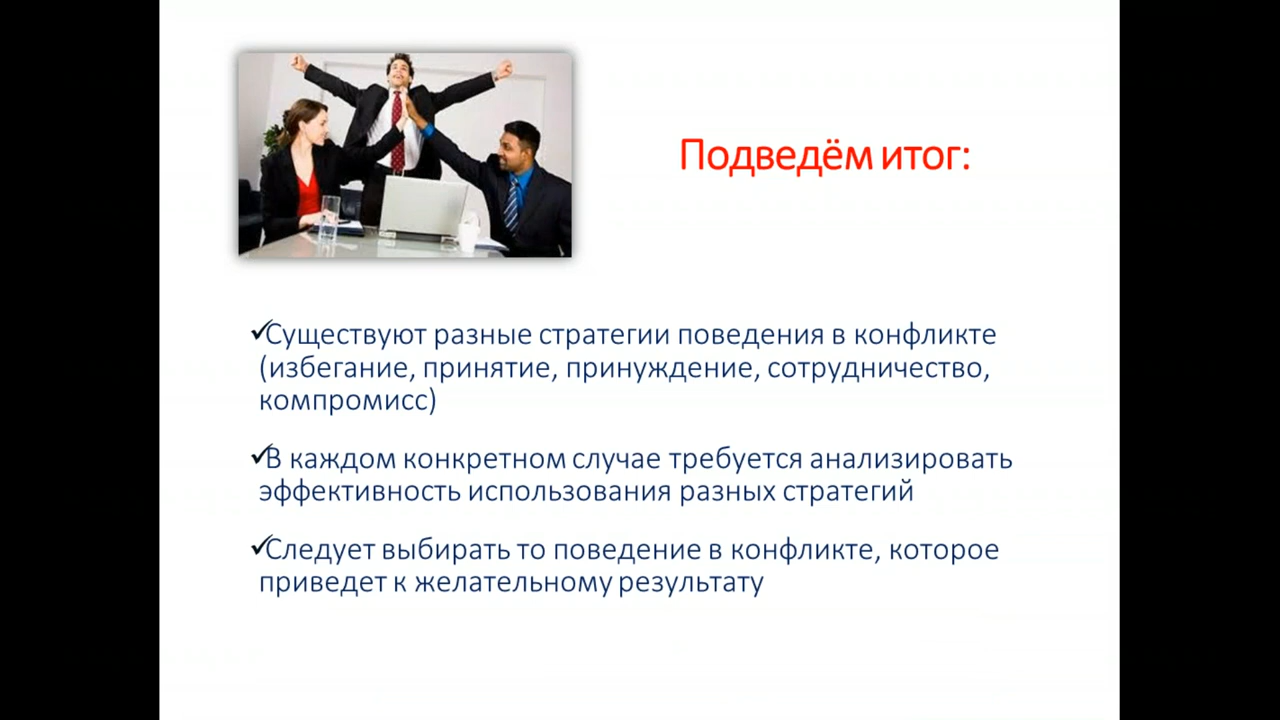 Подведём итог:
✓Существуют разные стратегии поведения в конфликте
(избегание, принятие, принуждение, сотрудничество,
компромисс)
✓В каждом конкретном случае требуется анализировать
эффективность использования разных стратегий
✓Следует выбирать то поведение в конфликте, которое
приведет к желательному результату